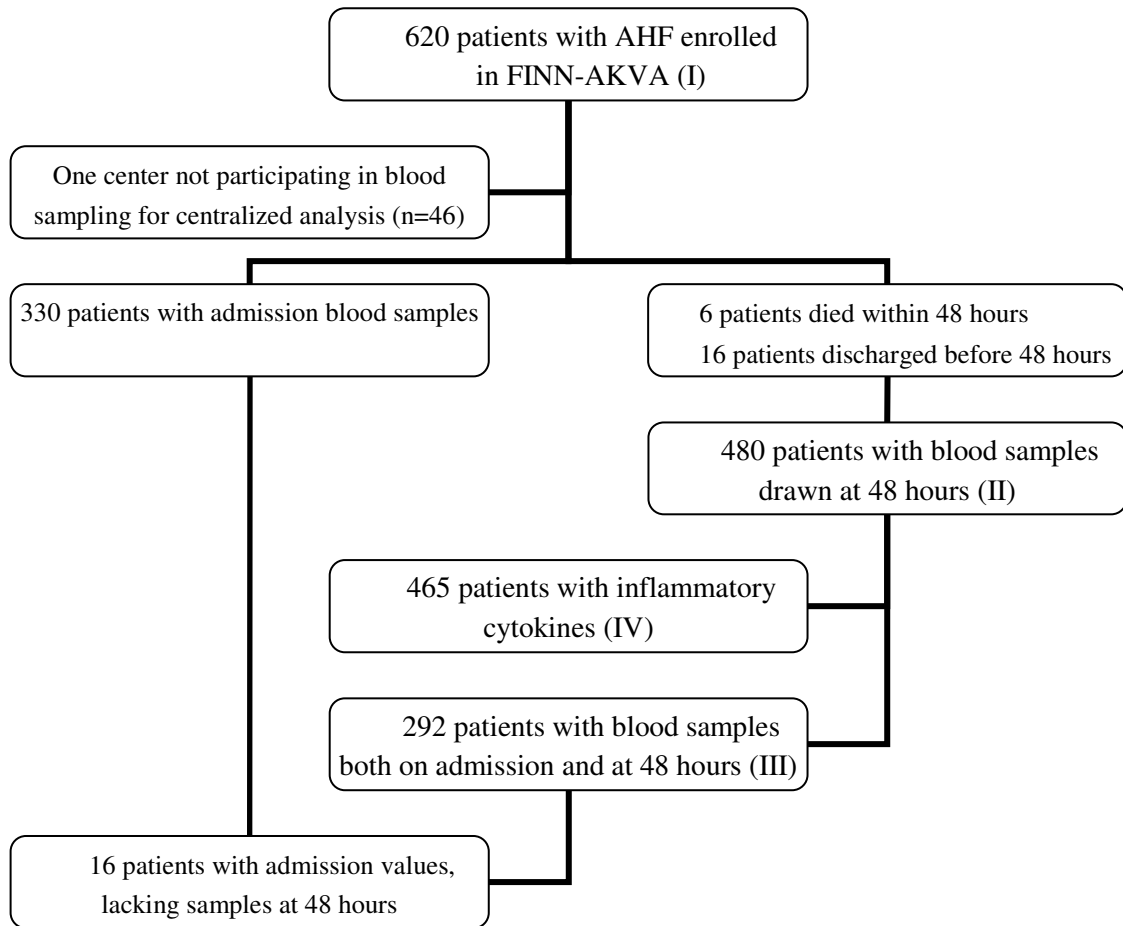 620 patients with AHF enrolled
in FINN-AKVA (I)
One center not participating in blood
sampling for centralized analysis (n=46)
330 patients with admission blood samples
6 patients died within 48 hours
16 patients discharged before 48 hours
480 patients with blood samples
drawn at 48 hours (II)
465 patients with inflammatory
cytokines (IV)
292 patients with blood samples
both on admission and at 48 hours (III)
16 patients with admission values,
lacking samples at 48 hours